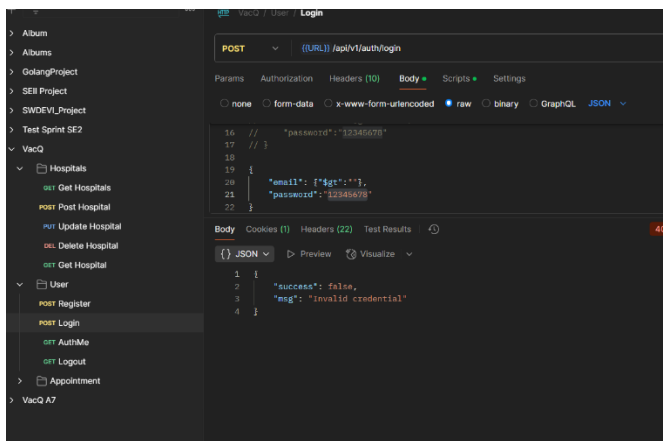 Album
Albums
GolangProject
SEII Project
SWDEVI_Project
Test Sprint SE2
VacQ
Hospitals
GET Get Hospitals
POST Post Hospital
PUT Update Hospital
DEL Delete Hospital
GET Get Hospital
User
POST Register
POST Login
GET AuthMe
GET Logout
Appointment
VacQ A7
HTTP VacQ / User / Login
POST {{URL}} /api/v1/auth/login
Params Authorization Headers (10) Body Scripts Settings
none form-data x-www-form-urlencoded raw binary GraphQL JSON
16 // "password":"12345678"
17 // }
18
19 {
20 "email": {"$gt":""},
21 "password":"12345678"
22 }
Body Cookies (1) Headers (22) Test Results 40
{} JSON Preview Visualize
1 {
2 "success": false,
3 "msg": "Invalid credential"
4 }